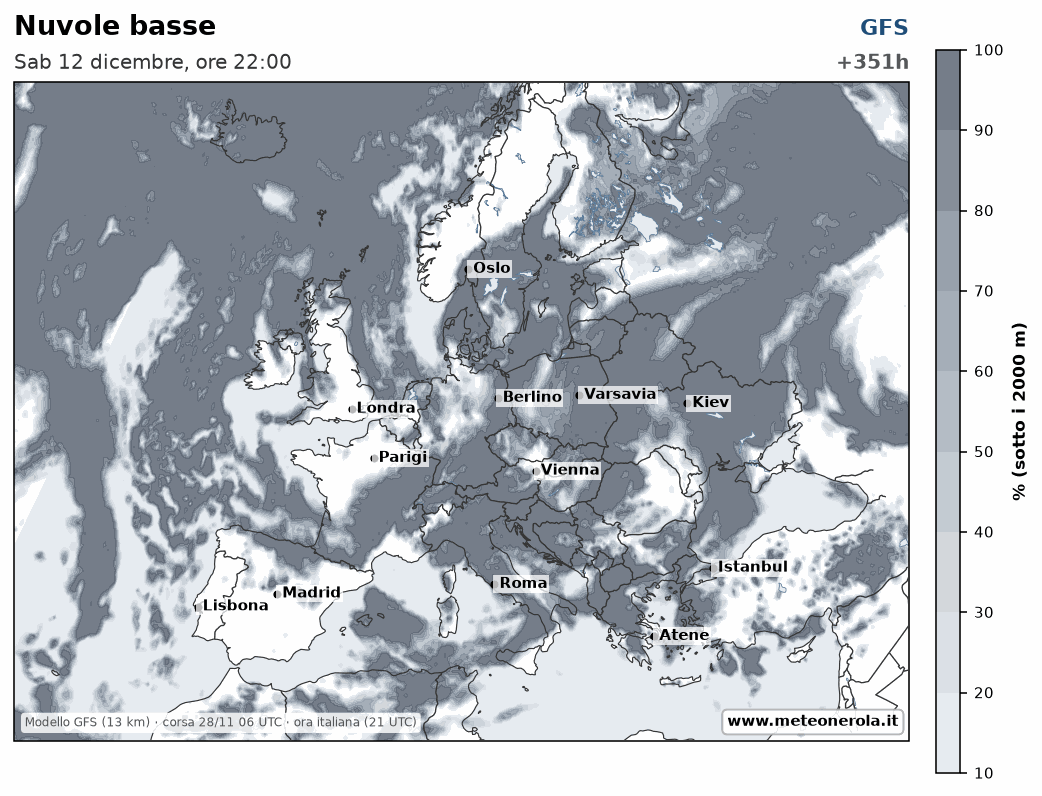 Nuvole basse
GFS
Sab 12 dicembre, ore 22:00
+351h
100
90
80
70
60
50
40
30
20
10
% (sotto i 2000 m)
Oslo
Berlino
Varsavia
Kiev
Londra
Parigi
Vienna
Istanbul
Roma
Madrid
Lisbona
Atene
Modello GFS (13 km) · corsa 28/11 06 UTC · ora italiana (21 UTC)
www.meteonerola.it